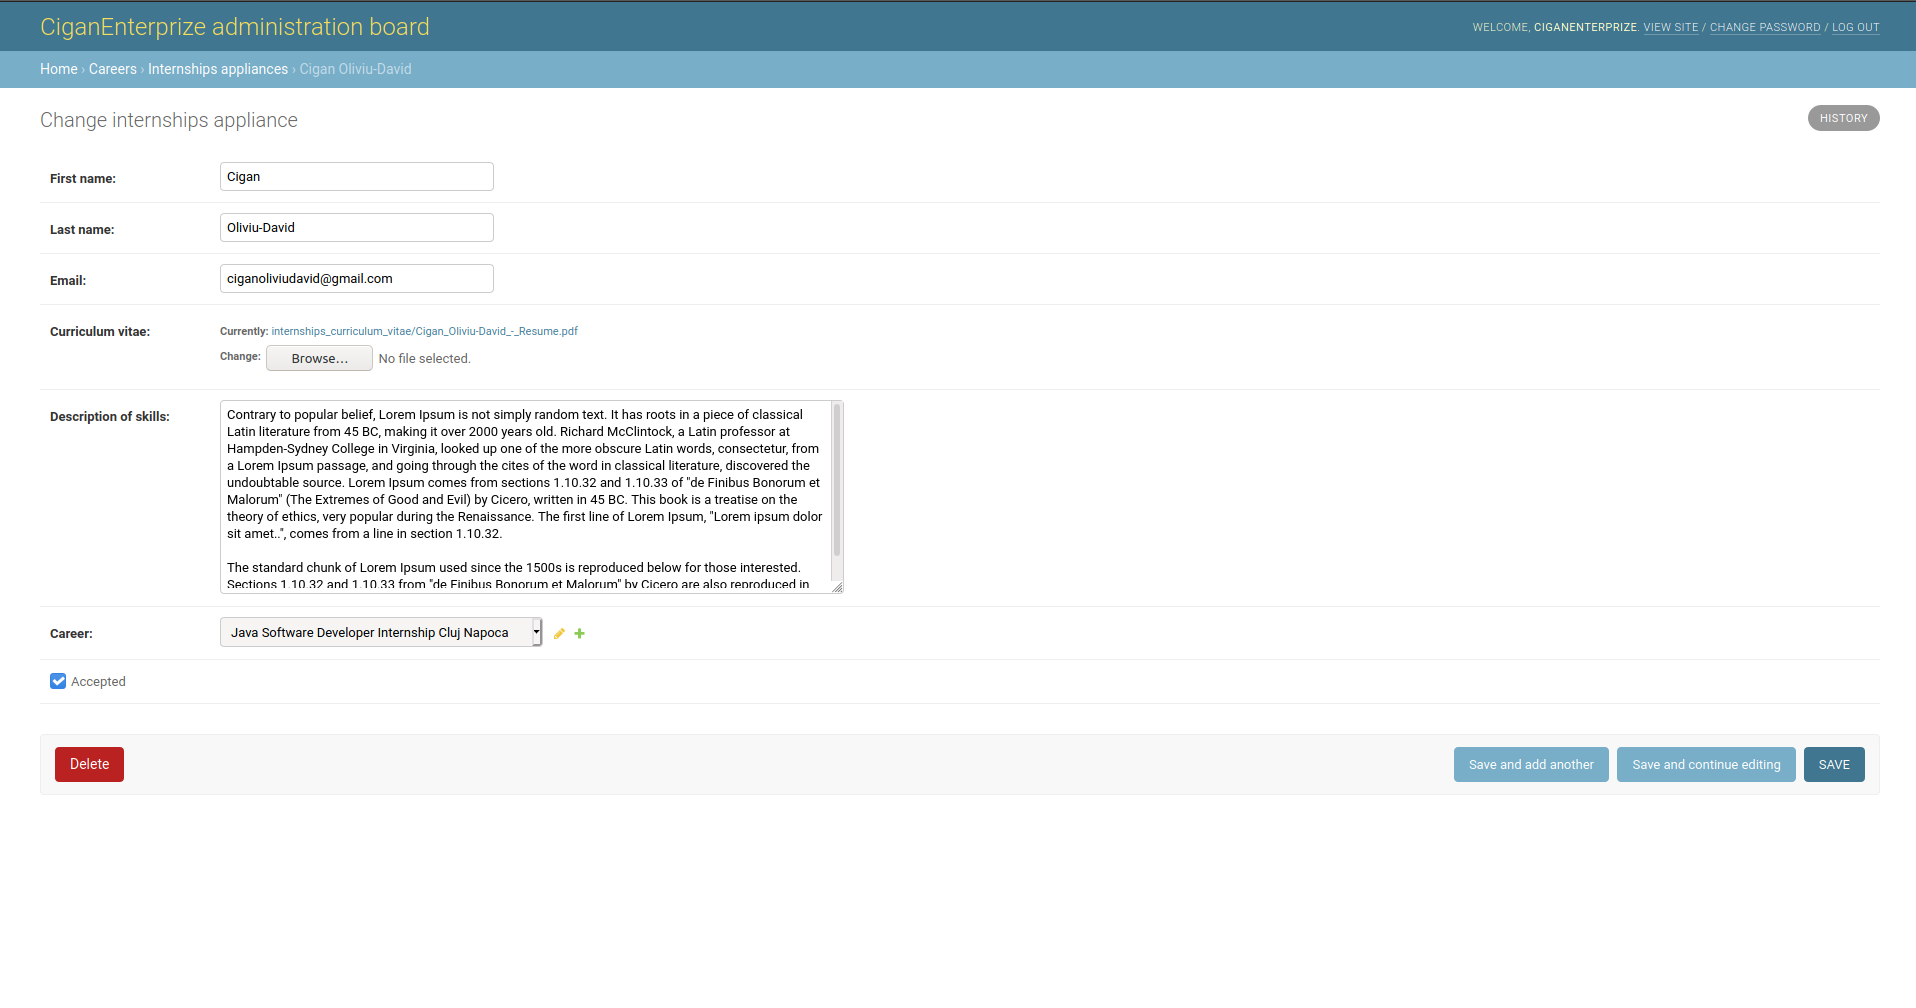 CiganEnterprize administration board
WELCOME, CIGANENTERPRIZE. VIEW SITE / CHANGE PASSWORD / LOG OUT
Home › Careers › Internships appliances › Cigan Oliviu-David
Change internships appliance
HISTORY
First name:
Cigan
Last name:
Oliviu-David
Email:
ciganoliviudavid@gmail.com
Curriculum vitae:
Currently: internships_curriculum_vitae/Cigan_Oliviu-David_-_Resume.pdf
Change: Browse... No file selected.
Description of skills:
Contrary to popular belief, Lorem Ipsum is not simply random text. It has roots in a piece of classical
Latin literature from 45 BC, making it over 2000 years old. Richard McClintock, a Latin professor at
Hampden-Sydney College in Virginia, looked up one of the more obscure Latin words, consectetur, from
a Lorem Ipsum passage, and going through the cites of the word in classical literature, discovered the
undoubtable source. Lorem Ipsum comes from sections 1.10.32 and 1.10.33 of "de Finibus Bonorum et
Malorum" (The Extremes of Good and Evil) by Cicero, written in 45 BC. This book is a treatise on the
theory of ethics, very popular during the Renaissance. The first line of Lorem Ipsum, "Lorem ipsum dolor
sit amet..", comes from a line in section 1.10.32.
The standard chunk of Lorem Ipsum used since the 1500s is reproduced below for those interested.
Sections 1.10.32 and 1.10.33 from "de Finibus Bonorum et Malorum" by Cicero are also reproduced in
Career:
Java Software Developer Internship Cluj Napoca
Accepted
Delete
Save and add another
Save and continue editing
SAVE